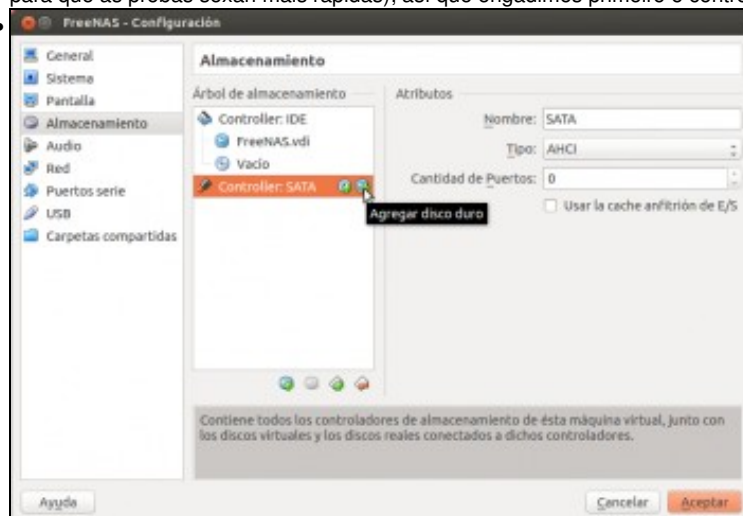 para que as probas sexan máis rápidas), así que engadimos primeiro o contro
FreeNAS - Configuración
General
Sistema
Pantalla
Almacenamiento
Audio
Red
Puertos serie
USB
Carpetas compartidas
Almacenamiento
Árbol de almacenamiento
Controller: IDE
FreeNAS.vdi
Vacío
Controller: SATA
Agregar disco duro
Atributos
Nombre: SATA
Tipo: AHCI
Cantidad de Puertos: 0
Usar la cache anfitrión de E/S
Contiene todos los controladores de almacenamiento de ésta máquina virtual, junto con
los discos virtuales y los discos reales conectados a dichos controladores.
Ayuda
Cancelar
Aceptar